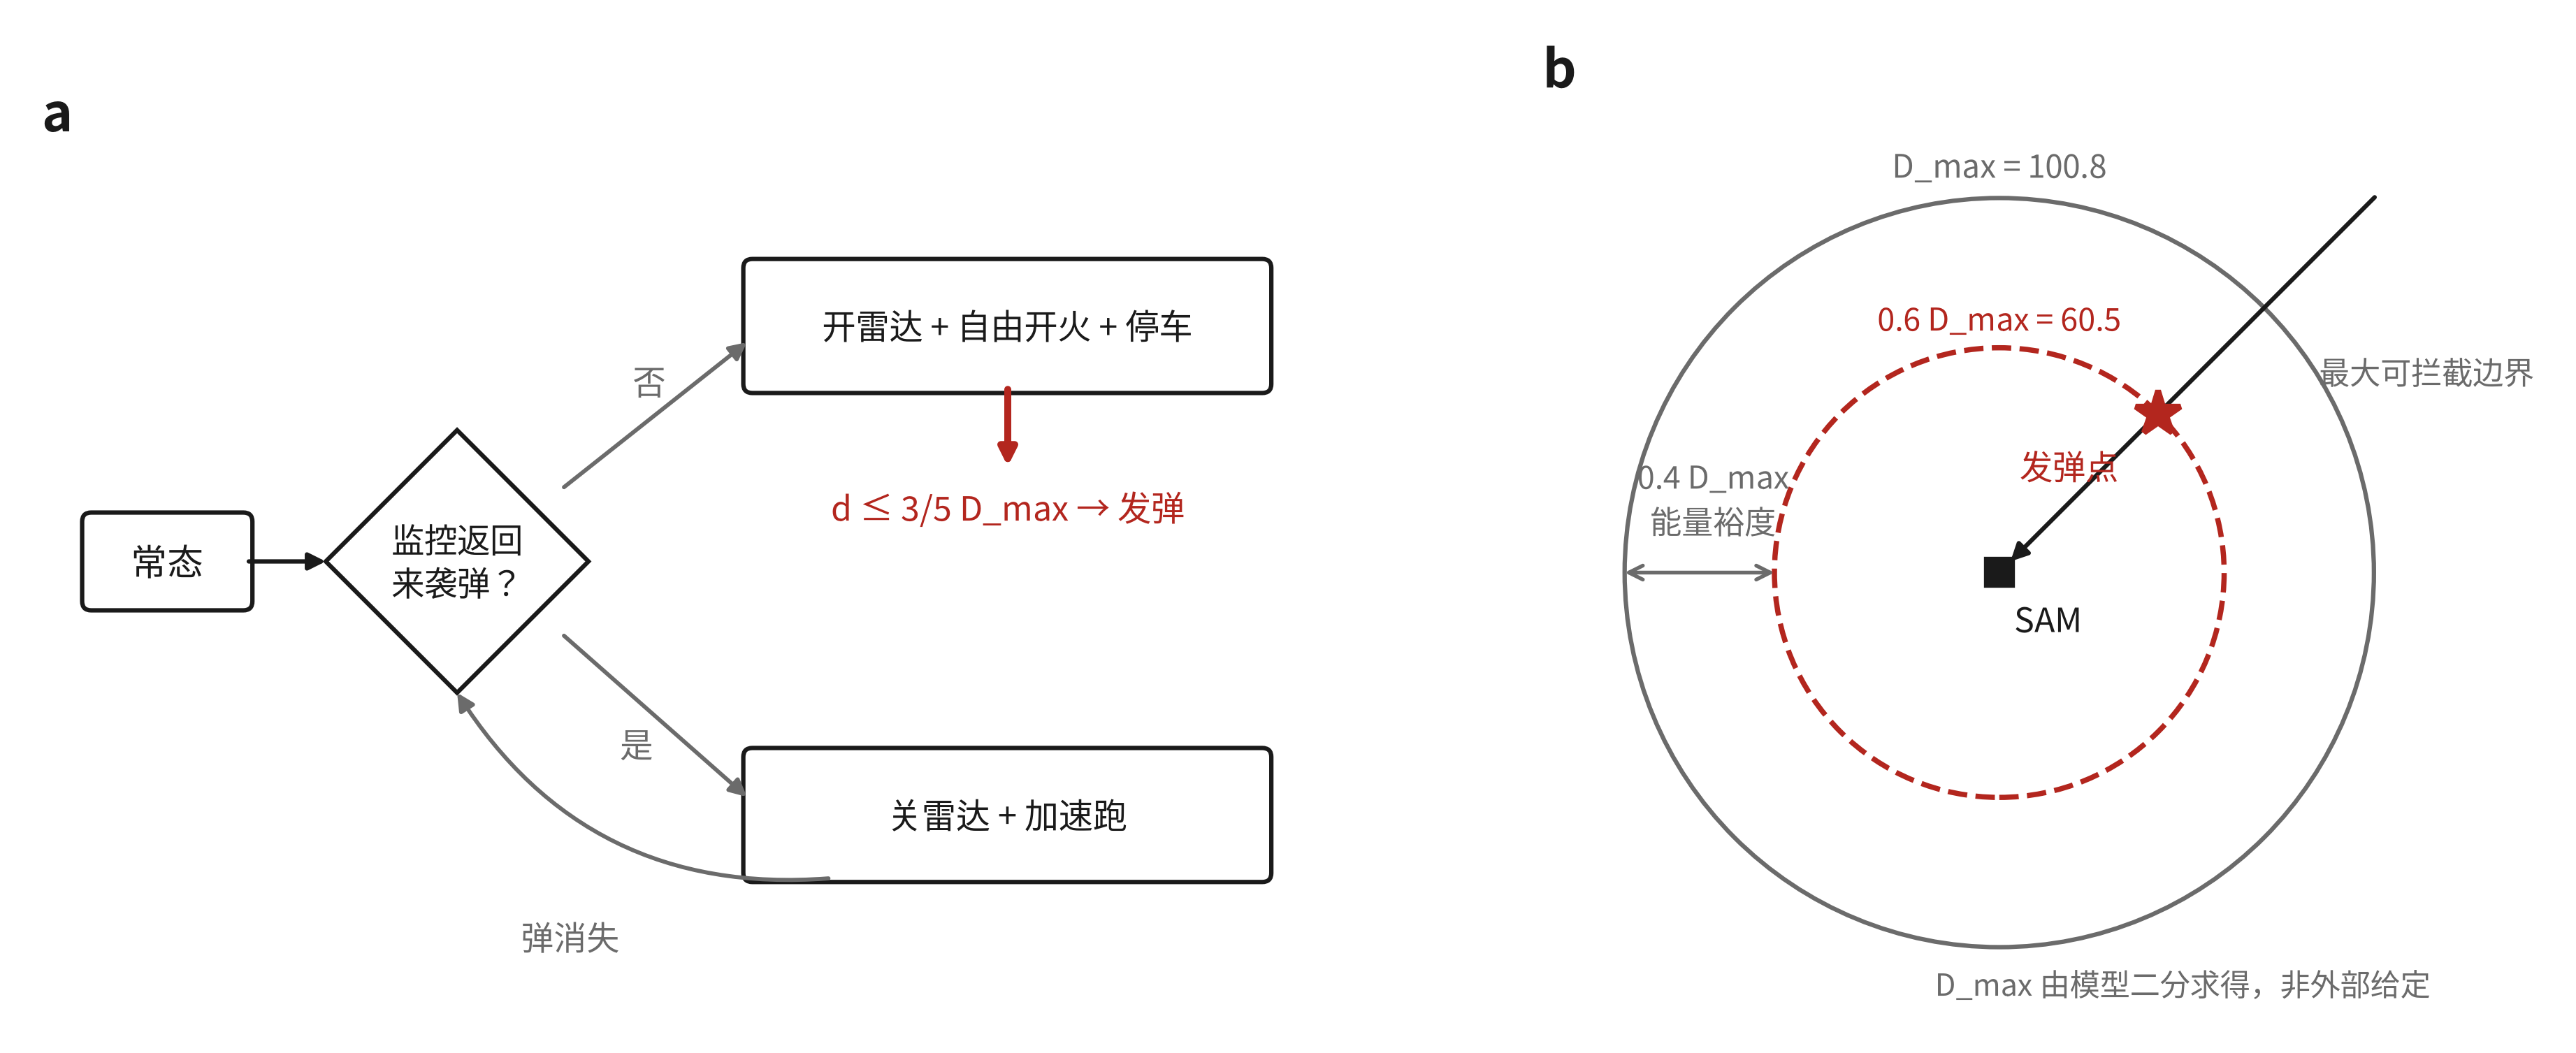 a
常态
监控返回
来袭弹？
否
开雷达 + 自由开火 + 停车
d ≤ 3/5 D_max → 发弹
是
关雷达 + 加速跑
弹消失
b
D_max = 100.8
0.6 D_max = 60.5
最大可拦截边界
发弹点
0.4 D_max
能量裕度
SAM
D_max 由模型二分求得，非外部给定